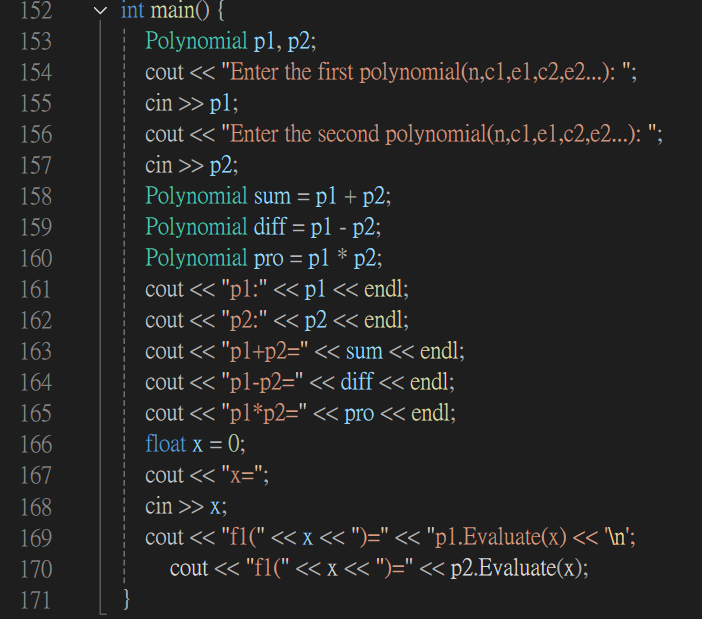 152 int main() {
153 Polynomial p1, p2;
154 cout << "Enter the first polynomial(n,c1,e1,c2,e2...): ";
155 cin >> p1;
156 cout << "Enter the second polynomial(n,c1,e1,c2,e2...): ";
157 cin >> p2;
158 Polynomial sum = p1 + p2;
159 Polynomial diff = p1 - p2;
160 Polynomial pro = p1 * p2;
161 cout << "p1:" << p1 << endl;
162 cout << "p2:" << p2 << endl;
163 cout << "p1+p2=" << sum << endl;
164 cout << "p1-p2=" << diff << endl;
165 cout << "p1*p2=" << pro << endl;
166 float x = 0;
167 cout << "x=";
168 cin >> x;
169 cout << "f1(" << x << ")=" << "p1.Evaluate(x) << '\n';
170 cout << "f1(" << x << ")=" << p2.Evaluate(x);
171 }